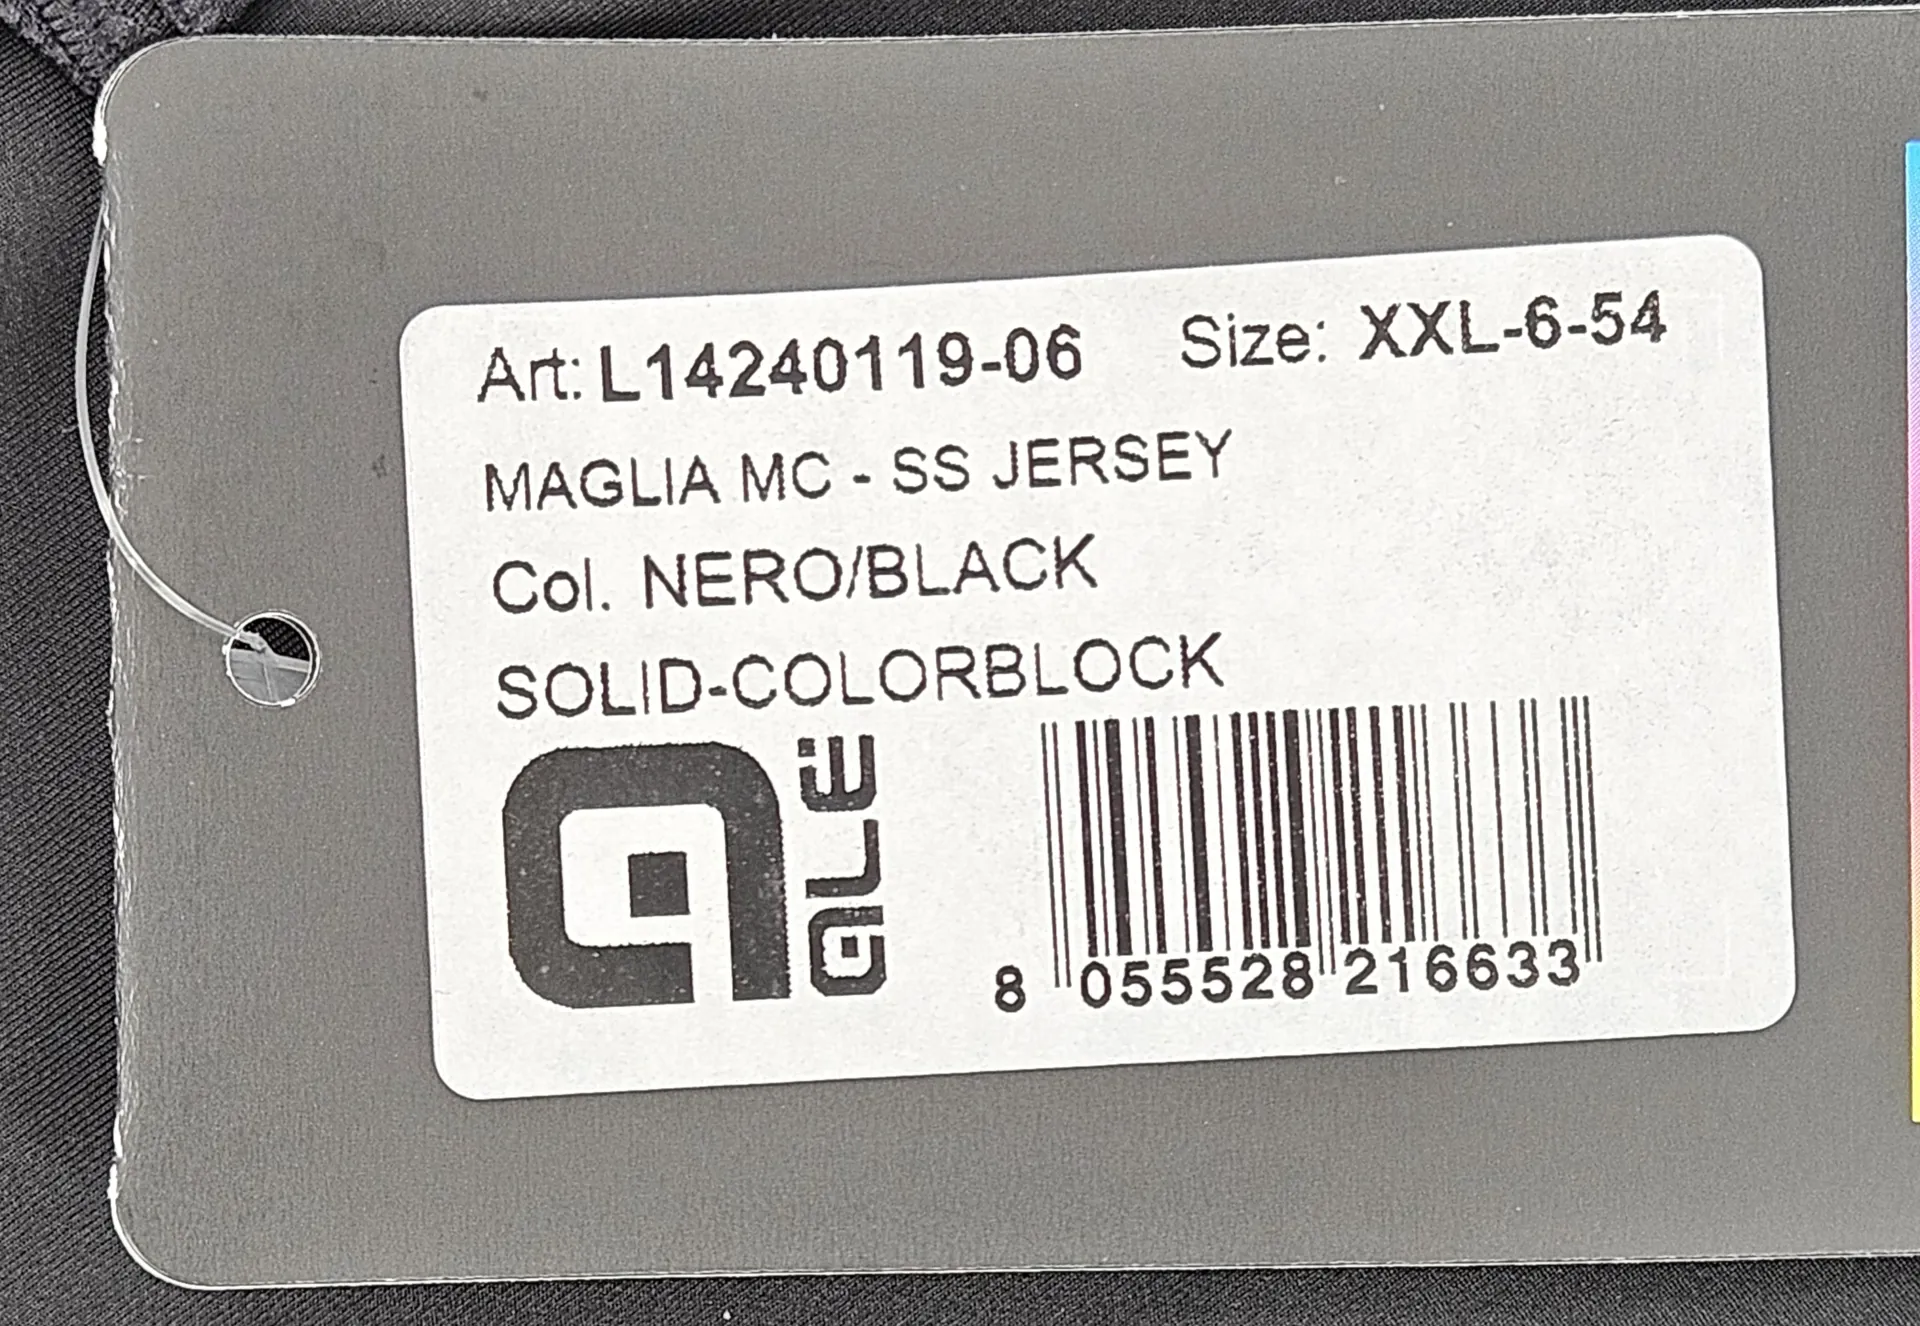 Art: L14240119-06 Size: XXL-6-54
MAGLIA MC - SS JERSEY
Col. NERO/BLACK
SOLID-COLORBLOCK
ALÉ
8 055528 216633